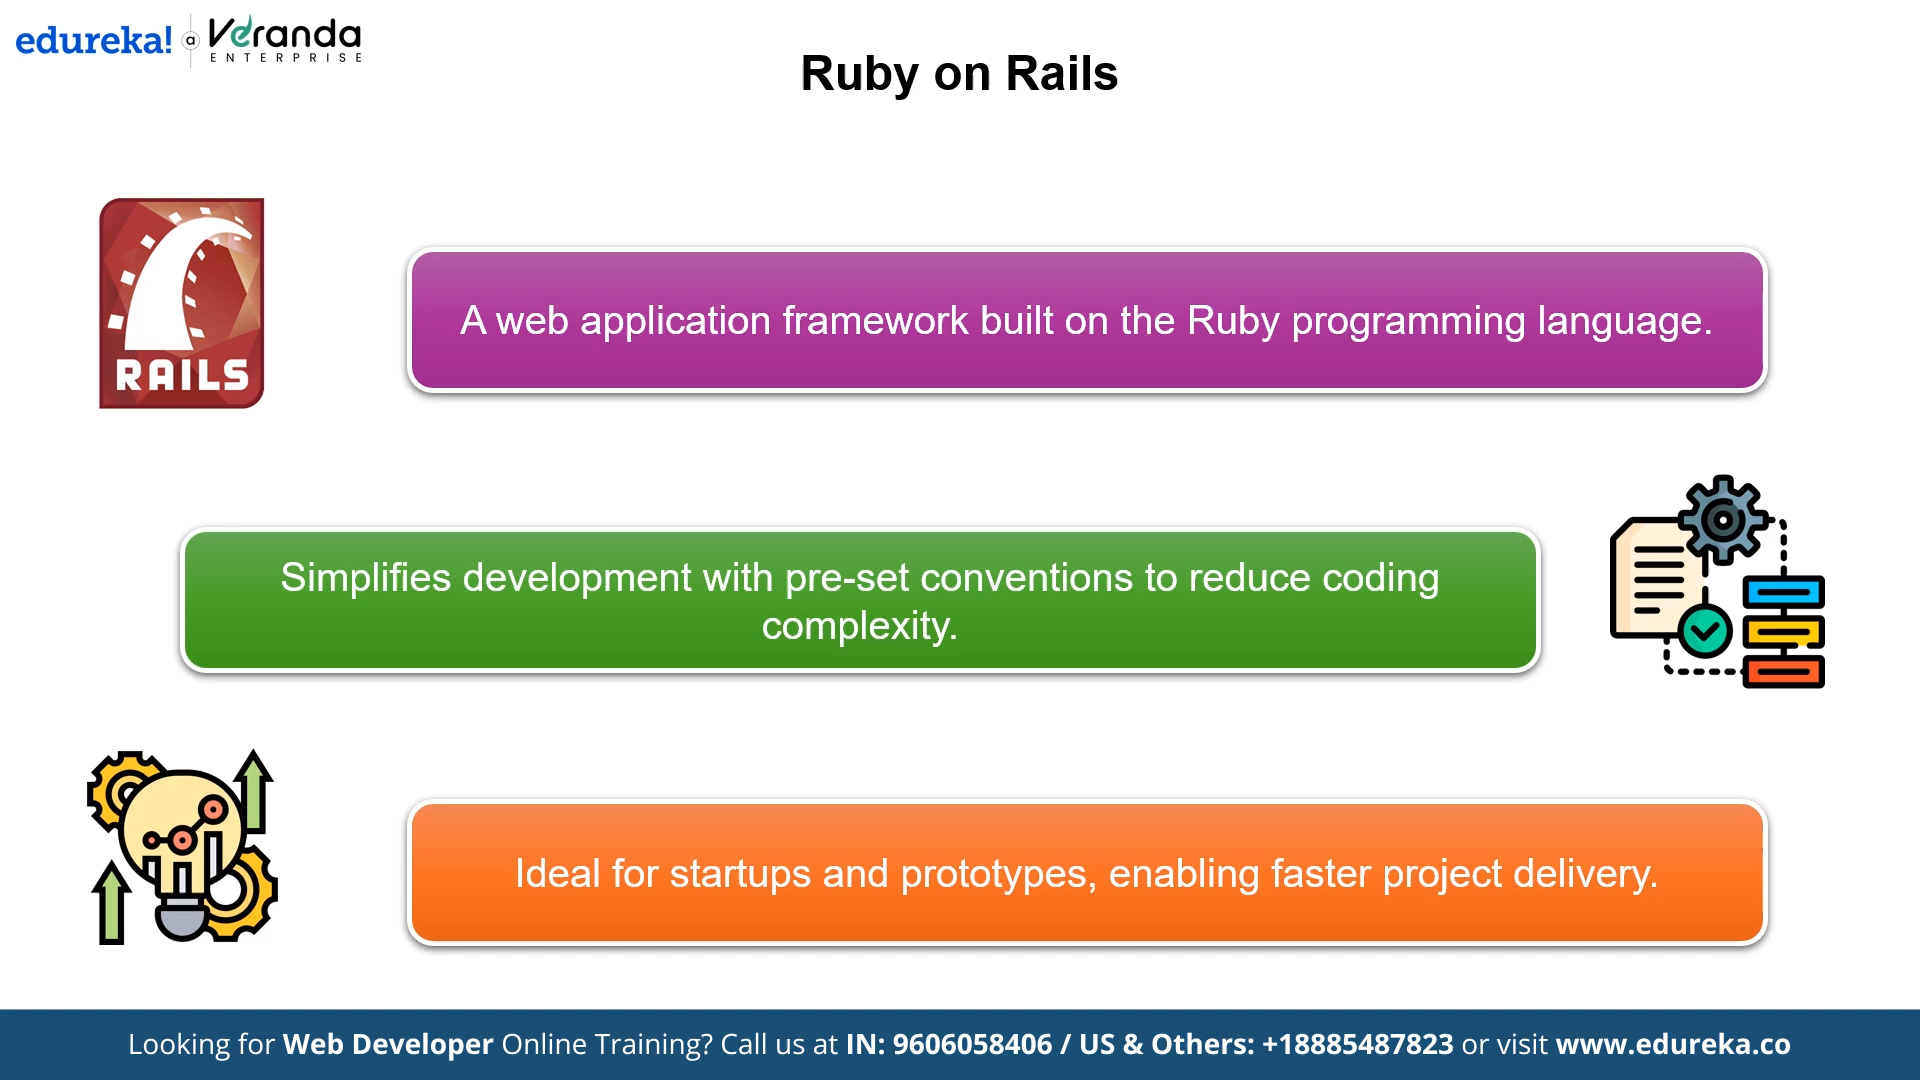 edureka! a Veranda
ENTERPRISE
Ruby on Rails
RAILS
A web application framework built on the Ruby programming language.
Simplifies development with pre-set conventions to reduce coding
complexity.
Ideal for startups and prototypes, enabling faster project delivery.
Looking for Web Developer Online Training? Call us at IN: 9606058406 / US & Others: +18885487823 or visit www.edureka.co